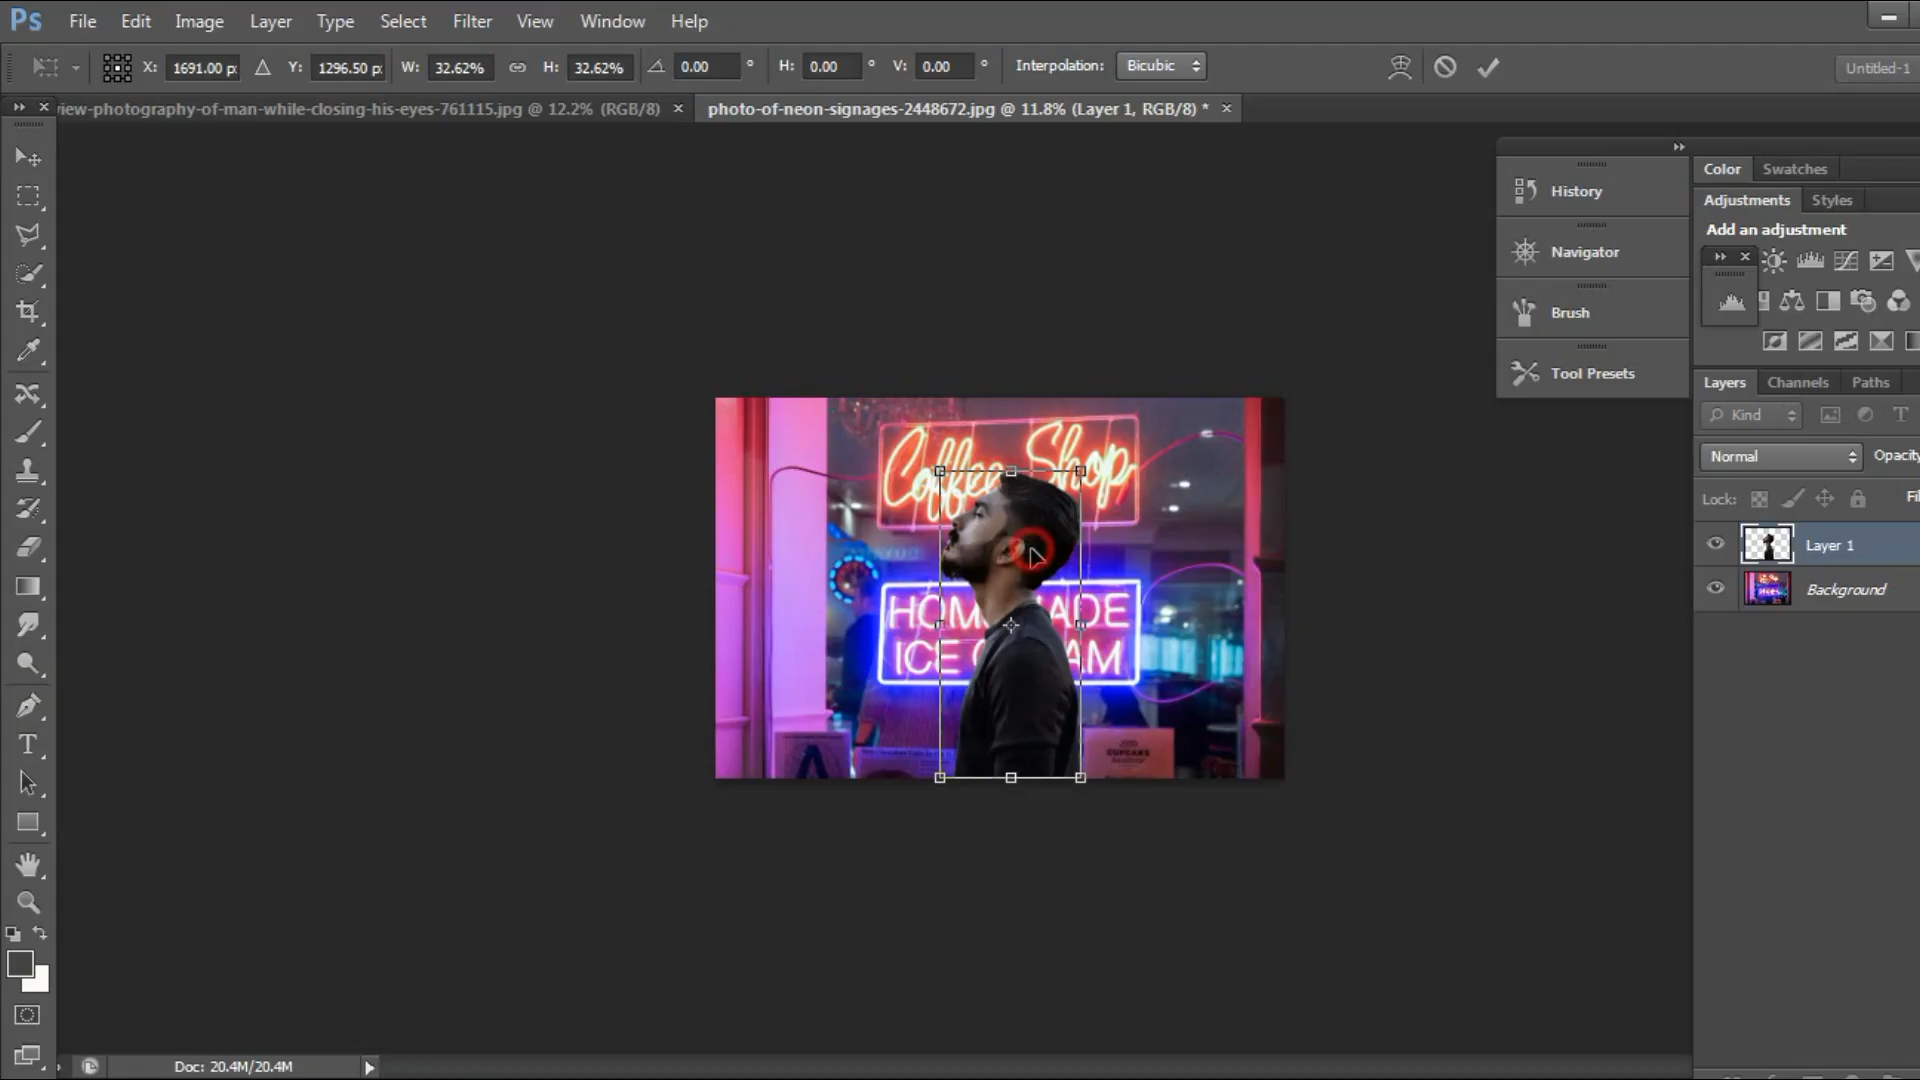 Ps File Edit Image Layer Type Select Filter View Window Help
X: 1691.00 p Y: 1296.50 p W: 32.62% H: 32.62% 0.00 ° H: 0.00 ° V: 0.00 ° Interpolation: Bicubic Untitled-1
view-photography-of-man-while-closing-his-eyes-761115.jpg @ 12.2% (RGB/8) × photo-of-neon-signages-2448672.jpg @ 11.8% (Layer 1, RGB/8) * ×
History
Navigator
Brush
Tool Presets
Color Swatches
Adjustments Styles
Add an adjustment
Layers Channels Paths
Kind
Normal Opacity
Lock: Fi
Layer 1
Background
Coffee Shop
HOM ADE
ICE C AM
CUPCAKE
Doc: 20.4M/20.4M